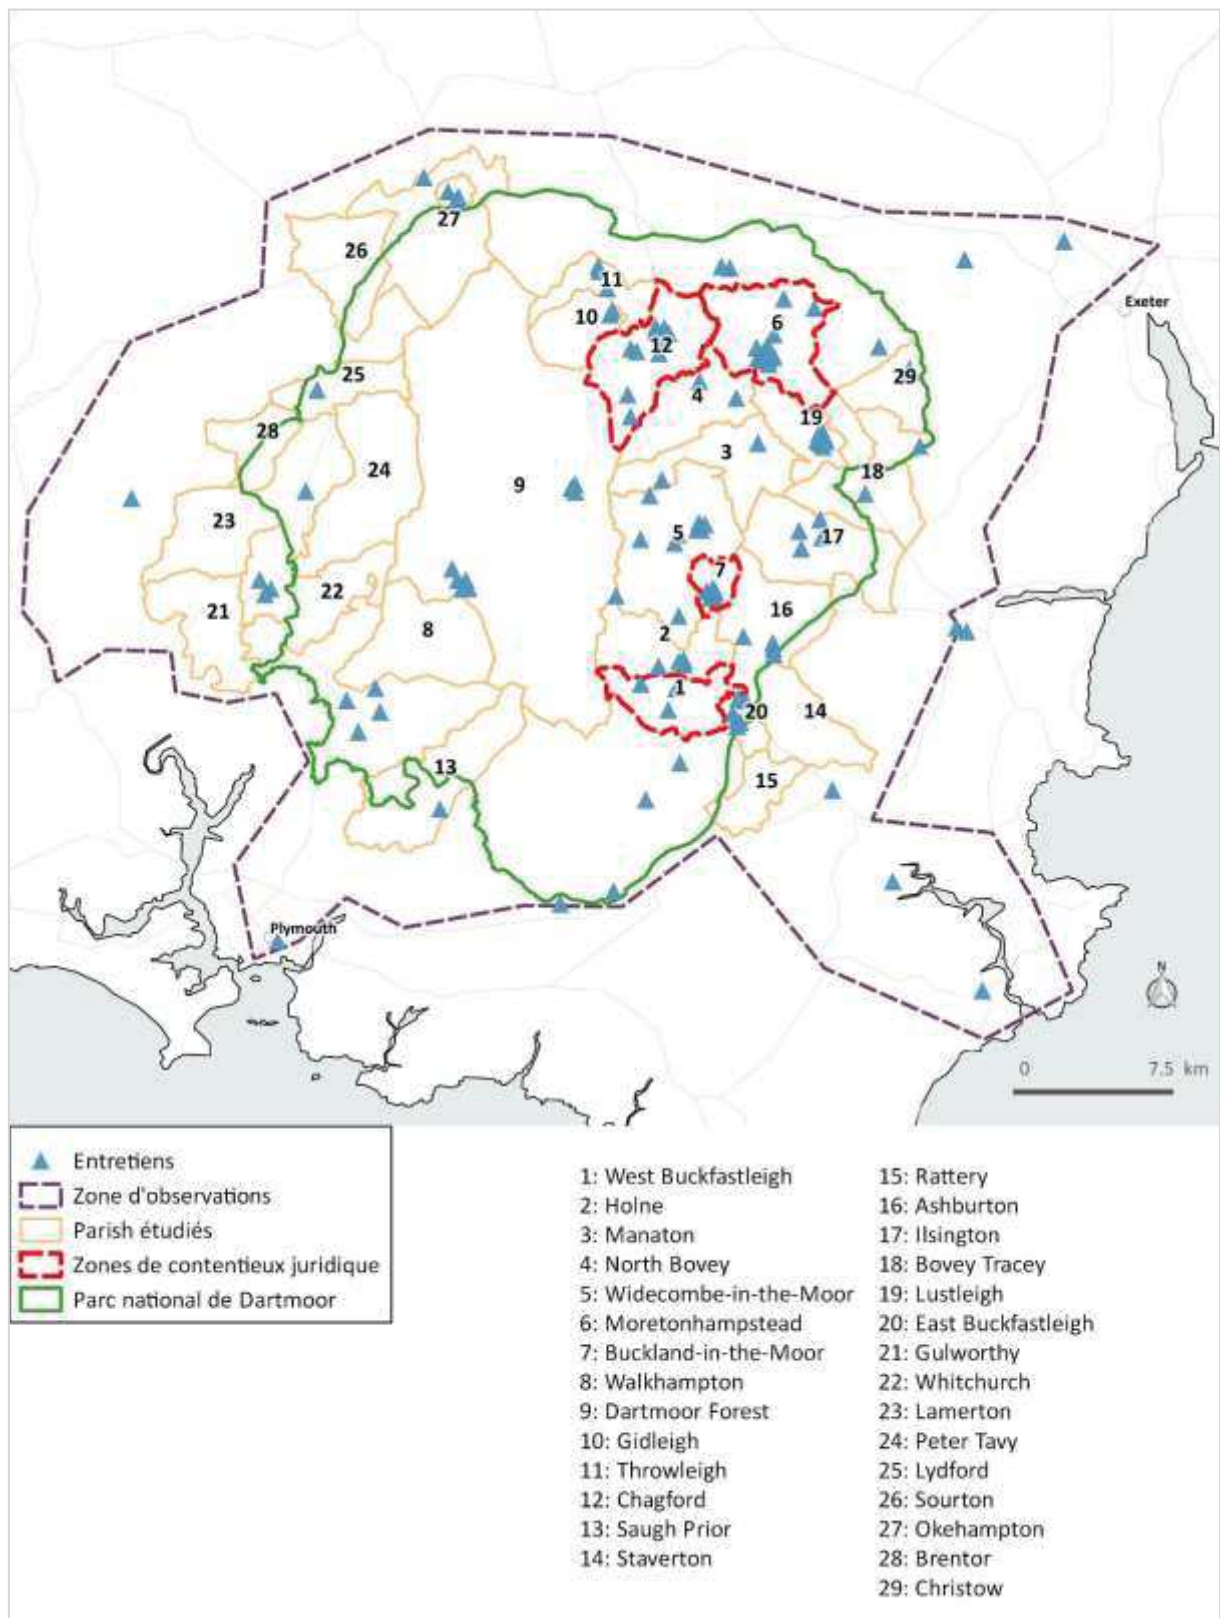 27
26
11
Exeter
10
6
12
25
29
4
19
28
3
18
24
9
23
5
17
7
22
21
16
8
2
1
20
14
13
15
Plymouth
N
0 7.5 km
Entretiens
Zone d'observations
Parish étudiés
Zones de contentieux juridique
Parc national de Dartmoor
1: West Buckfastleigh
2: Holne
3: Manaton
4: North Bovey
5: Widecombe-in-the-Moor
6: Moretonhampstead
7: Buckland-in-the-Moor
8: Walkhampton
9: Dartmoor Forest
10: Gidleigh
11: Throwleigh
12: Chagford
13: Saugh Prior
14: Staverton
15: Rattery
16: Ashburton
17: Ilsington
18: Bovey Tracey
19: Lustleigh
20: East Buckfastleigh
21: Gulworthy
22: Whitchurch
23: Lamerton
24: Peter Tavy
25: Lydford
26: Sourton
27: Okehampton
28: Brentor
29: Christow